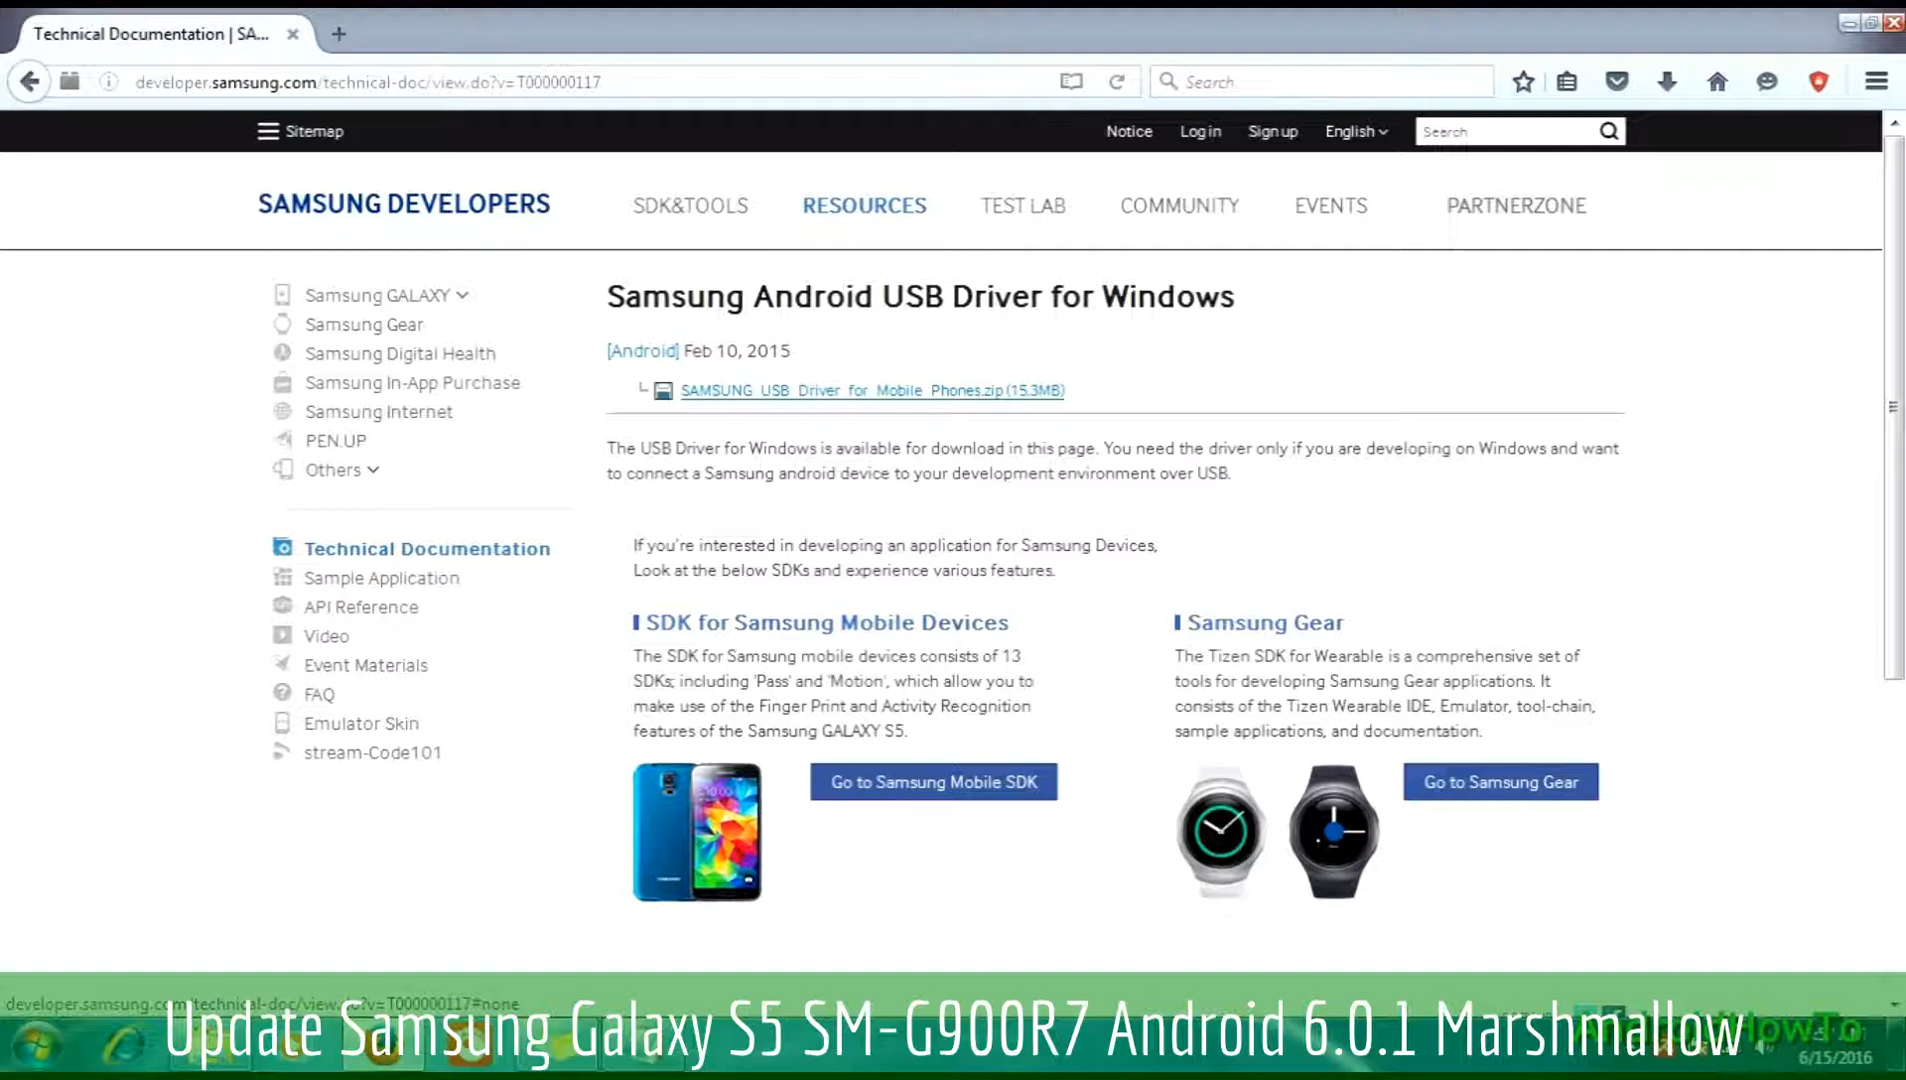 Technical Documentation | SA...
developer.samsung.com/technical-doc/view.do?v=T000000117
Search
Sitemap
Notice
Log in
Sign up
English
Search
SAMSUNG DEVELOPERS
SDK&TOOLS
RESOURCES
TEST LAB
COMMUNITY
EVENTS
PARTNERZONE
Samsung GALAXY
Samsung Gear
Samsung Digital Health
Samsung In-App Purchase
Samsung Internet
PEN.UP
Others
Technical Documentation
Sample Application
API Reference
Video
Event Materials
FAQ
Emulator Skin
stream-Code101
Samsung Android USB Driver for Windows
[Android] Feb 10, 2015
SAMSUNG_USB_Driver_for_Mobile_Phones.zip (15.3MB)
The USB Driver for Windows is available for download in this page. You need the driver only if you are developing on Windows and want
to connect a Samsung android device to your development environment over USB.
If you're interested in developing an application for Samsung Devices,
Look at the below SDKs and experience various features.
SDK for Samsung Mobile Devices
The SDK for Samsung mobile devices consists of 13
SDKs; including 'Pass' and 'Motion', which allow you to
make use of the Finger Print and Activity Recognition
features of the Samsung GALAXY S5.
Go to Samsung Mobile SDK
Samsung Gear
The Tizen SDK for Wearable is a comprehensive set of
tools for developing Samsung Gear applications. It
consists of the Tizen Wearable IDE, Emulator, tool-chain,
sample applications, and documentation.
Go to Samsung Gear
developer.samsung.com/technical-doc/view.do?v=T000000117#none
Update Samsung Galaxy S5 SM-G900R7 Android 6.0.1 Marshmallow
6/15/2016